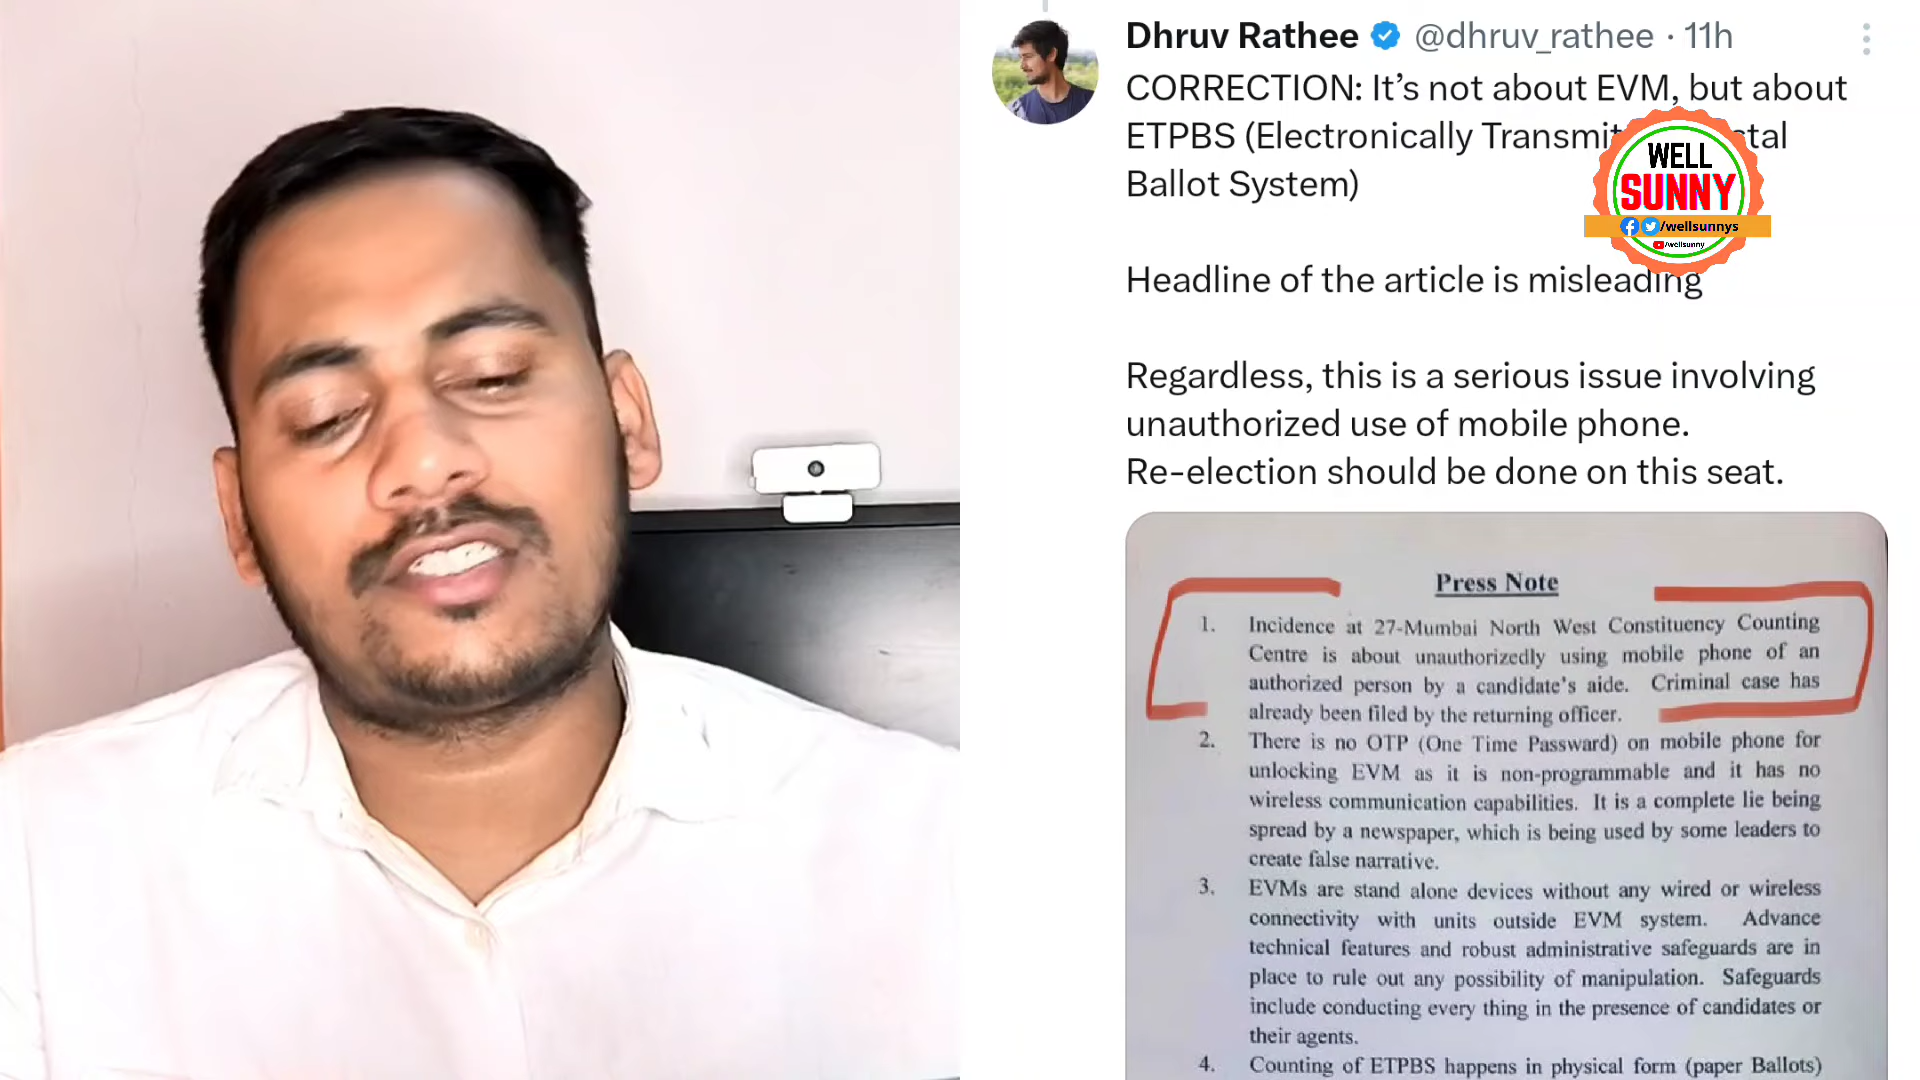 Dhruv Rathee @dhruv_rathee · 11h
CORRECTION: It's not about EVM, but about
ETPBS (Electronically
Ballot System)
WELL
SUNNY
/wellsunnys
/wellsunny
Headline of the article is misleading
Regardless, this is a serious issue involving
unauthorized use of mobile phone.
Re-election should be done on this seat.
Press Note
1. Incidence at 27-Mumbai North West Constituency Counting
Centre is about unauthorizedly using mobile phone of an
authorized person by a candidate's aide. Criminal case has
already been filed by the returning officer.
2. There is no OTP (One Time Passward) on mobile phone for
unlocking EVM as it is non-programmable and it has no
wireless communication capabilities. It is a complete lie being
spread by a newspaper, which is being used by some leaders to
create false narrative.
3. EVMs are stand alone devices without any wired or wireless
connectivity with units outside EVM system. Advance
technical features and robust administrative safeguards are in
place to rule out any possibility of manipulation. Safeguards
include conducting every thing in the presence of candidates or
their agents.
4. Counting of ETPBS happens in physical form (paper Ballots)